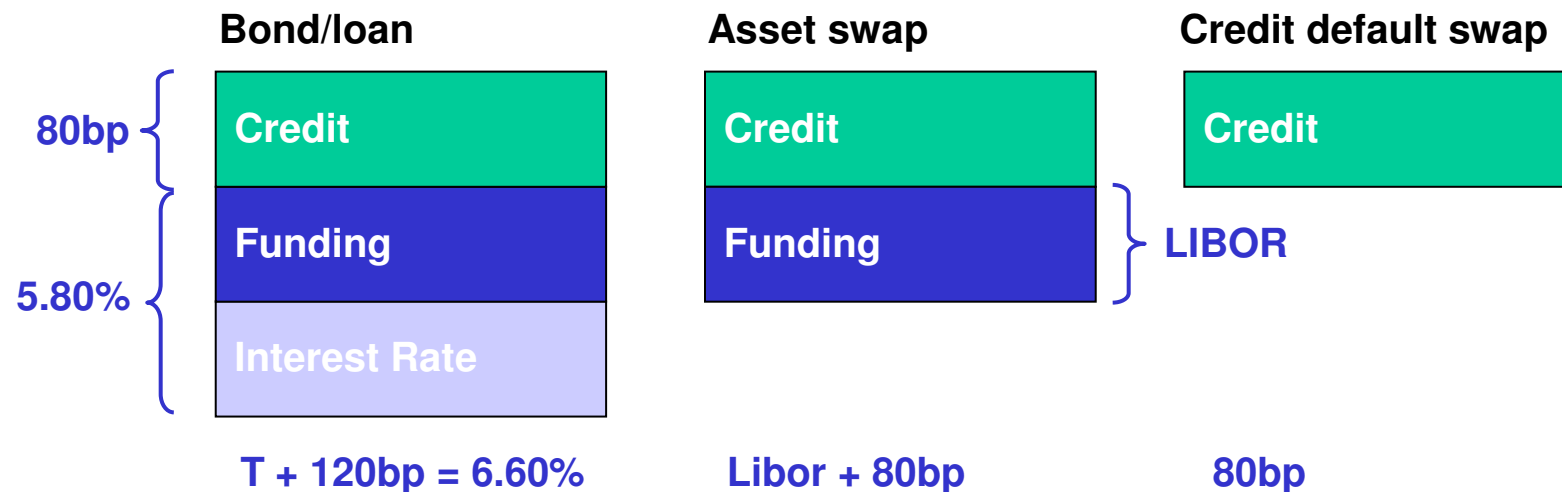 Bond/loan
Asset swap
Credit default swap
80bp
Credit
Credit
Credit
Funding
Funding
LIBOR
5.80%
Interest Rate
T + 120bp = 6.60%
Libor + 80bp
80bp